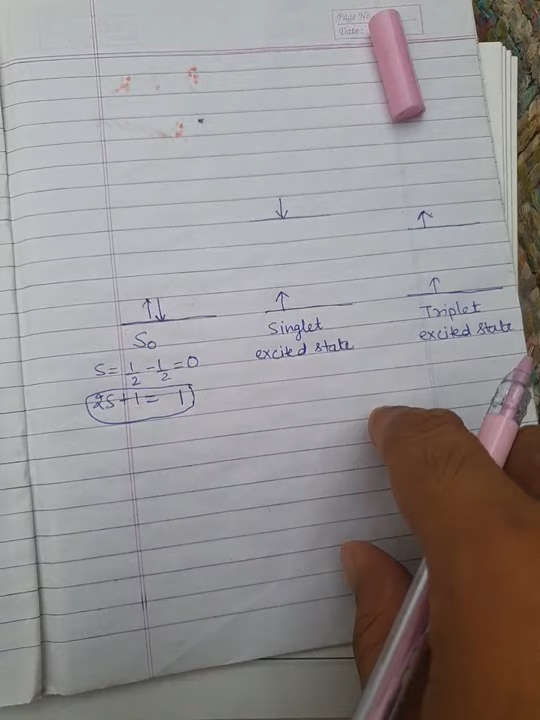 Page No.
Date:
↓
↑
↑↓
↑
↑
S₀
Singlet
excited state
Triplet
excited state
S = 1/2 - 1/2 = 0
2S + 1 = 1